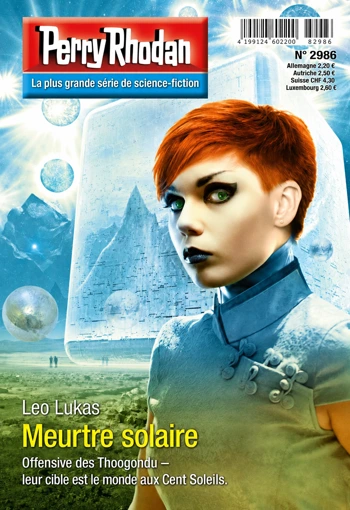 Perry Rhodan
La plus grande série de science-fiction
4 199124 602200
82986
N° 2986
Allemagne 2,20 €
Autriche 2,50 €
Suisse CHF 4,30
Luxembourg 2,60 €
Leo Lukas
Meurtre solaire
Offensive des Thoogondu –
leur cible est le monde aux Cent Soleils.